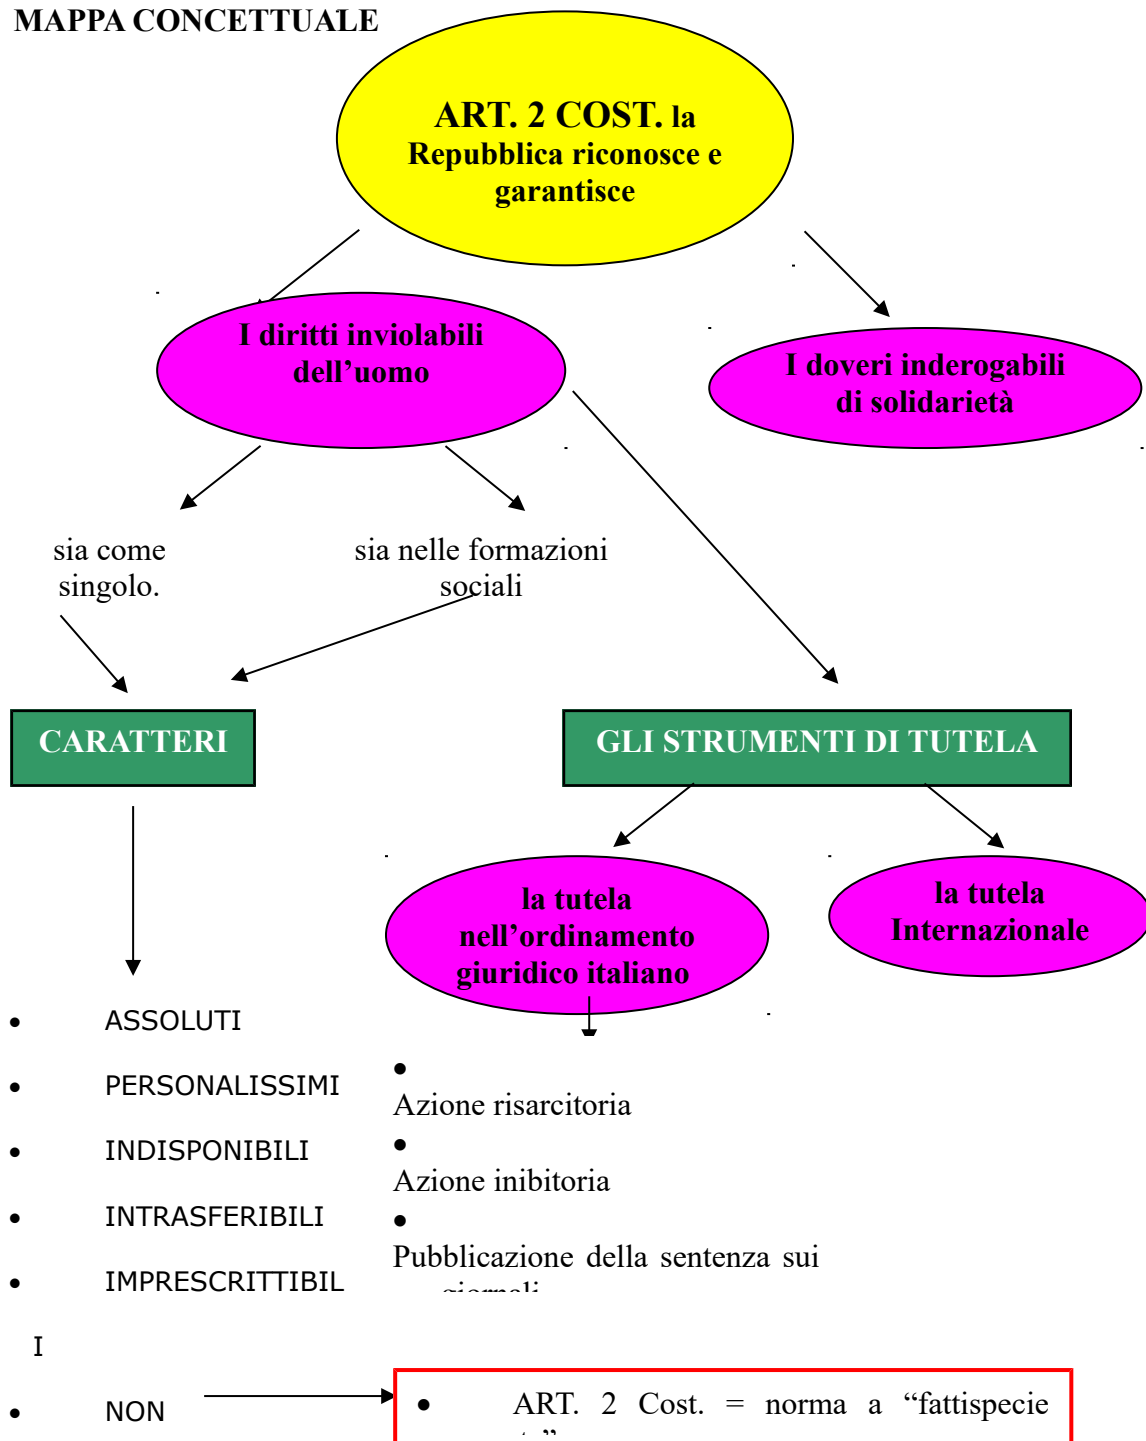 MAPPA CONCETTUALE
ART. 2 COST. la
Repubblica riconosce e
garantisce
I diritti inviolabili
dell’uomo
I doveri inderogabili
di solidarietà
sia come
singolo.
sia nelle formazioni
sociali
CARATTERI
GLI STRUMENTI DI TUTELA
la tutela
nell’ordinamento
giuridico italiano
la tutela
Internazionale
• ASSOLUTI
• PERSONALISSIMI
• INDISPONIBILI
• INTRASFERIBILI
• IMPRESCRITTIBIL
I
• NON
•
Azione risarcitoria
•
Azione inibitoria
•
Pubblicazione della sentenza sui
giornali
• ART. 2 Cost. = norma a “fattispecie